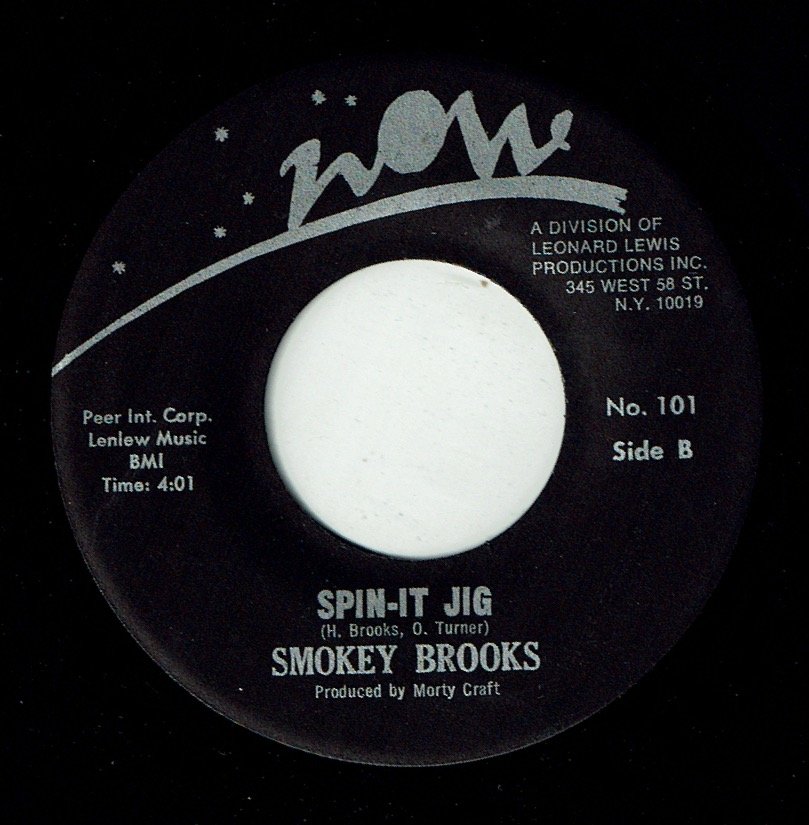 now
A DIVISION OF
LEONARD LEWIS
PRODUCTIONS INC.
345 WEST 58 ST.
N.Y. 10019
Peer Int. Corp.
Lenlew Music
BMI
Time: 4:01
No. 101
Side B
SPIN-IT JIG
(H. Brooks, O. Turner)
SMOKEY BROOKS
Produced by Morty Craft